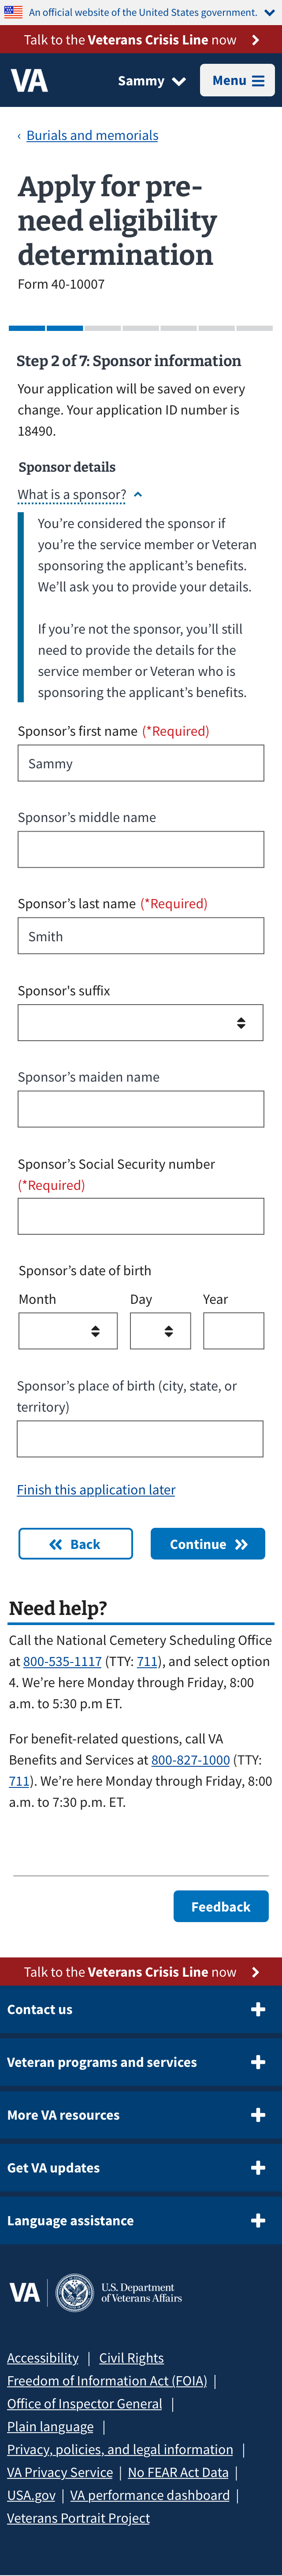 An official website of the United States government.
Talk to the Veterans Crisis Line now
VA
Sammy
Menu
‹ Burials and memorials
Apply for pre-
need eligibility
determination
Form 40-10007
Step 2 of 7: Sponsor information
Your application will be saved on every
change. Your application ID number is
18490.
Sponsor details
What is a sponsor?
You’re considered the sponsor if
you’re the service member or Veteran
sponsoring the applicant’s benefits.
We’ll ask you to provide your details.
If you’re not the sponsor, you’ll still
need to provide the details for the
service member or Veteran who is
sponsoring the applicant’s benefits.
Sponsor’s first name (*Required)
Sammy
Sponsor’s middle name
Sponsor’s last name (*Required)
Smith
Sponsor's suffix
Sponsor’s maiden name
Sponsor’s Social Security number
(*Required)
Sponsor’s date of birth
Month Day Year
Sponsor’s place of birth (city, state, or
territory)
Finish this application later
Back
Continue
Need help?
Call the National Cemetery Scheduling Office
at 800-535-1117 (TTY: 711), and select option
4. We’re here Monday through Friday, 8:00
a.m. to 5:30 p.m ET.
For benefit-related questions, call VA
Benefits and Services at 800-827-1000 (TTY:
711). We’re here Monday through Friday, 8:00
a.m. to 7:30 p.m. ET.
Feedback
Talk to the Veterans Crisis Line now
Contact us
Veteran programs and services
More VA resources
Get VA updates
Language assistance
VA
U.S. Department
of Veterans Affairs
Accessibility | Civil Rights
Freedom of Information Act (FOIA) |
Office of Inspector General |
Plain language |
Privacy, policies, and legal information |
VA Privacy Service | No FEAR Act Data |
USA.gov | VA performance dashboard |
Veterans Portrait Project